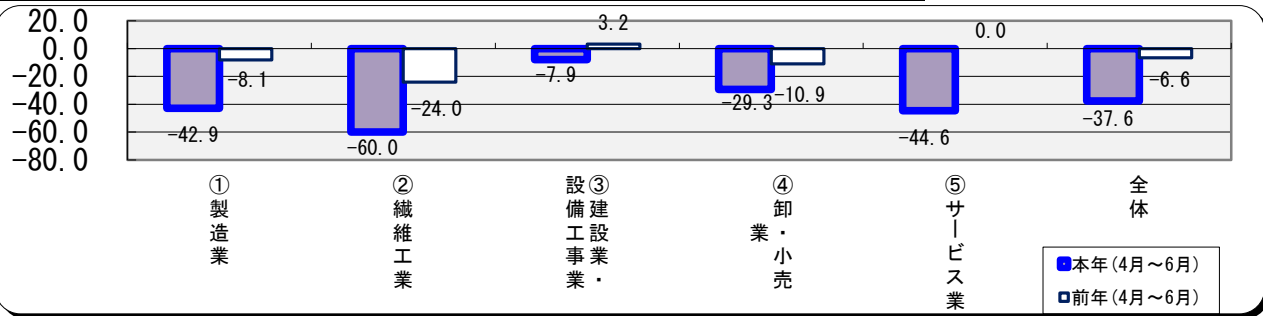 20.0
0.0
-20.0
-40.0
-60.0
-80.0
-42.9
-8.1
-60.0
-24.0
-7.9
3.2
-29.3
-10.9
-44.6
0.0
-37.6
-6.6
①製造業
②繊維工業
③建設業・
設備工事業
④卸・小売
業
⑤サービス業
全体
本年(4月～6月)
前年(4月～6月)